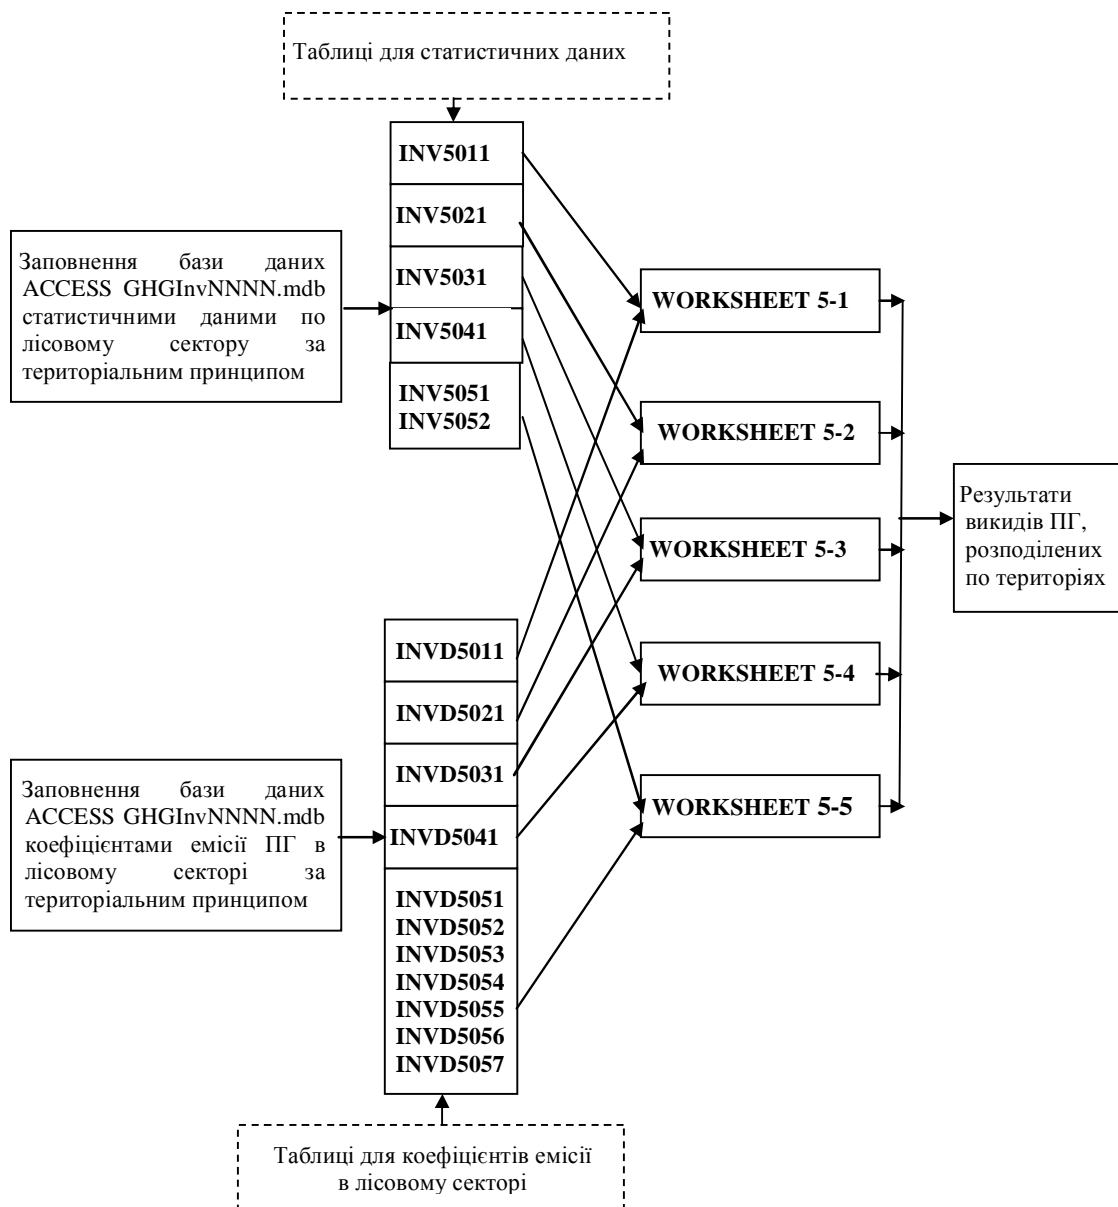 Таблиці для статистичних даних
INV5011
INV5021
INV5031
INV5041
INV5051
INV5052
Заповнення бази даних
ACCESS GHGInvNNNN.mdb
статистичними даними по
лісовому сектору за
територіальним принципом
WORKSHEET 5-1
WORKSHEET 5-2
WORKSHEET 5-3
WORKSHEET 5-4
WORKSHEET 5-5
Результати
викидів ПГ,
розподілених
по територіях
INVD5011
INVD5021
INVD5031
INVD5041
INVD5051
INVD5052
INVD5053
INVD5054
INVD5055
INVD5056
INVD5057
Заповнення бази даних
ACCESS GHGInvNNNN.mdb
коефіцієнтами емісії ПГ в
лісовому секторі за
територіальним принципом
Таблиці для коефіцієнтів емісії
в лісовому секторі